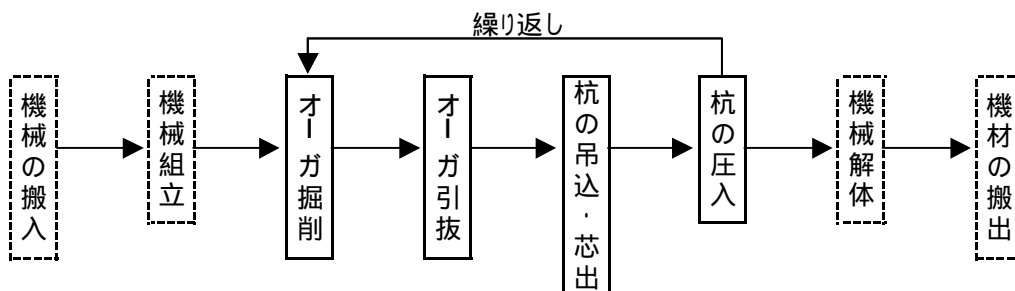 繰り返し
機械の搬入
機械組立
オーガ掘削
オーガ引抜
杭の吊込・芯出
杭の圧入
機械解体
機材の搬出